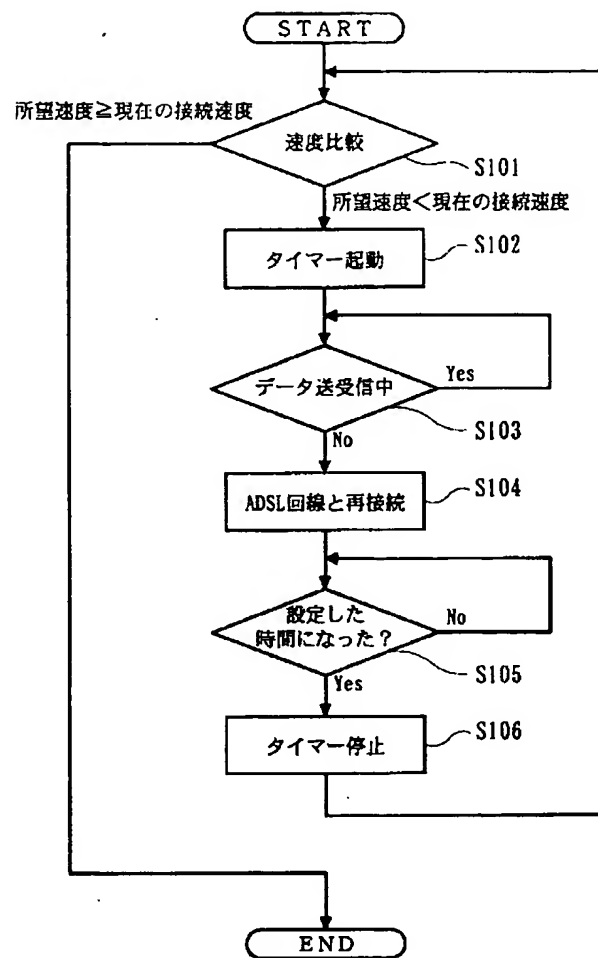 START
所望速度≧現在の接続速度
速度比較
S101
所望速度<現在の接続速度
タイマー起動
S102
データ送受信中
Yes
S103
No
ADSL回線と再接続
S104
設定した
時間になった？
No
S105
Yes
タイマー停止
S106
END